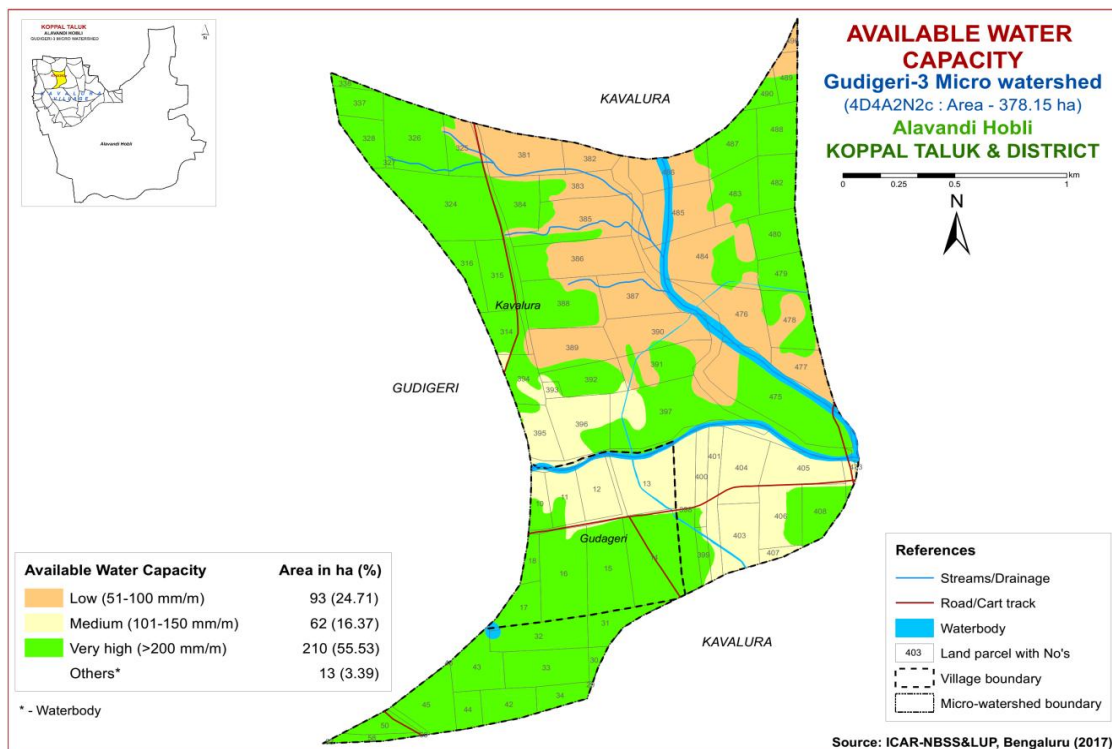 KOPPAL TALUK
ALAVANDI HOBLI
GUDIGERI-3 MICRO WATERSHED
N
KAVALURA
VILLAGE
Alavandi Hobli
AVAILABLE WATER
CAPACITY
Gudigeri-3 Micro watershed
(4D4A2N2c : Area - 378.15 ha)
Alavandi Hobli
KOPPAL TALUK & DISTRICT
0 0.25 0.5 1
km
N
KAVALURA
489
490
337
488
328
326
325
381
382
487
327
486
383
483
482
324
384
485
385
480
316
386
484
479
315
387
Kavalura
388
476
478
314
390
389
477
391
394
392
393
475
397
GUDIGERI
396
395
401
404
405
400
12
13
11
10
408
406
Gudageri
403
399
407
18
16
15
14
17
31
32
KAVALURA
43
33
30
34
45
44
42
50
Available Water Capacity Area in ha (%)
Low (51-100 mm/m) 93 (24.71)
Medium (101-150 mm/m) 62 (16.37)
Very high (>200 mm/m) 210 (55.53)
Others* 13 (3.39)
* - Waterbody
References
Streams/Drainage
Road/Cart track
Waterbody
403 Land parcel with No's
Village boundary
Micro-watershed boundary
Source: ICAR-NBSS&LUP, Bengaluru (2017)